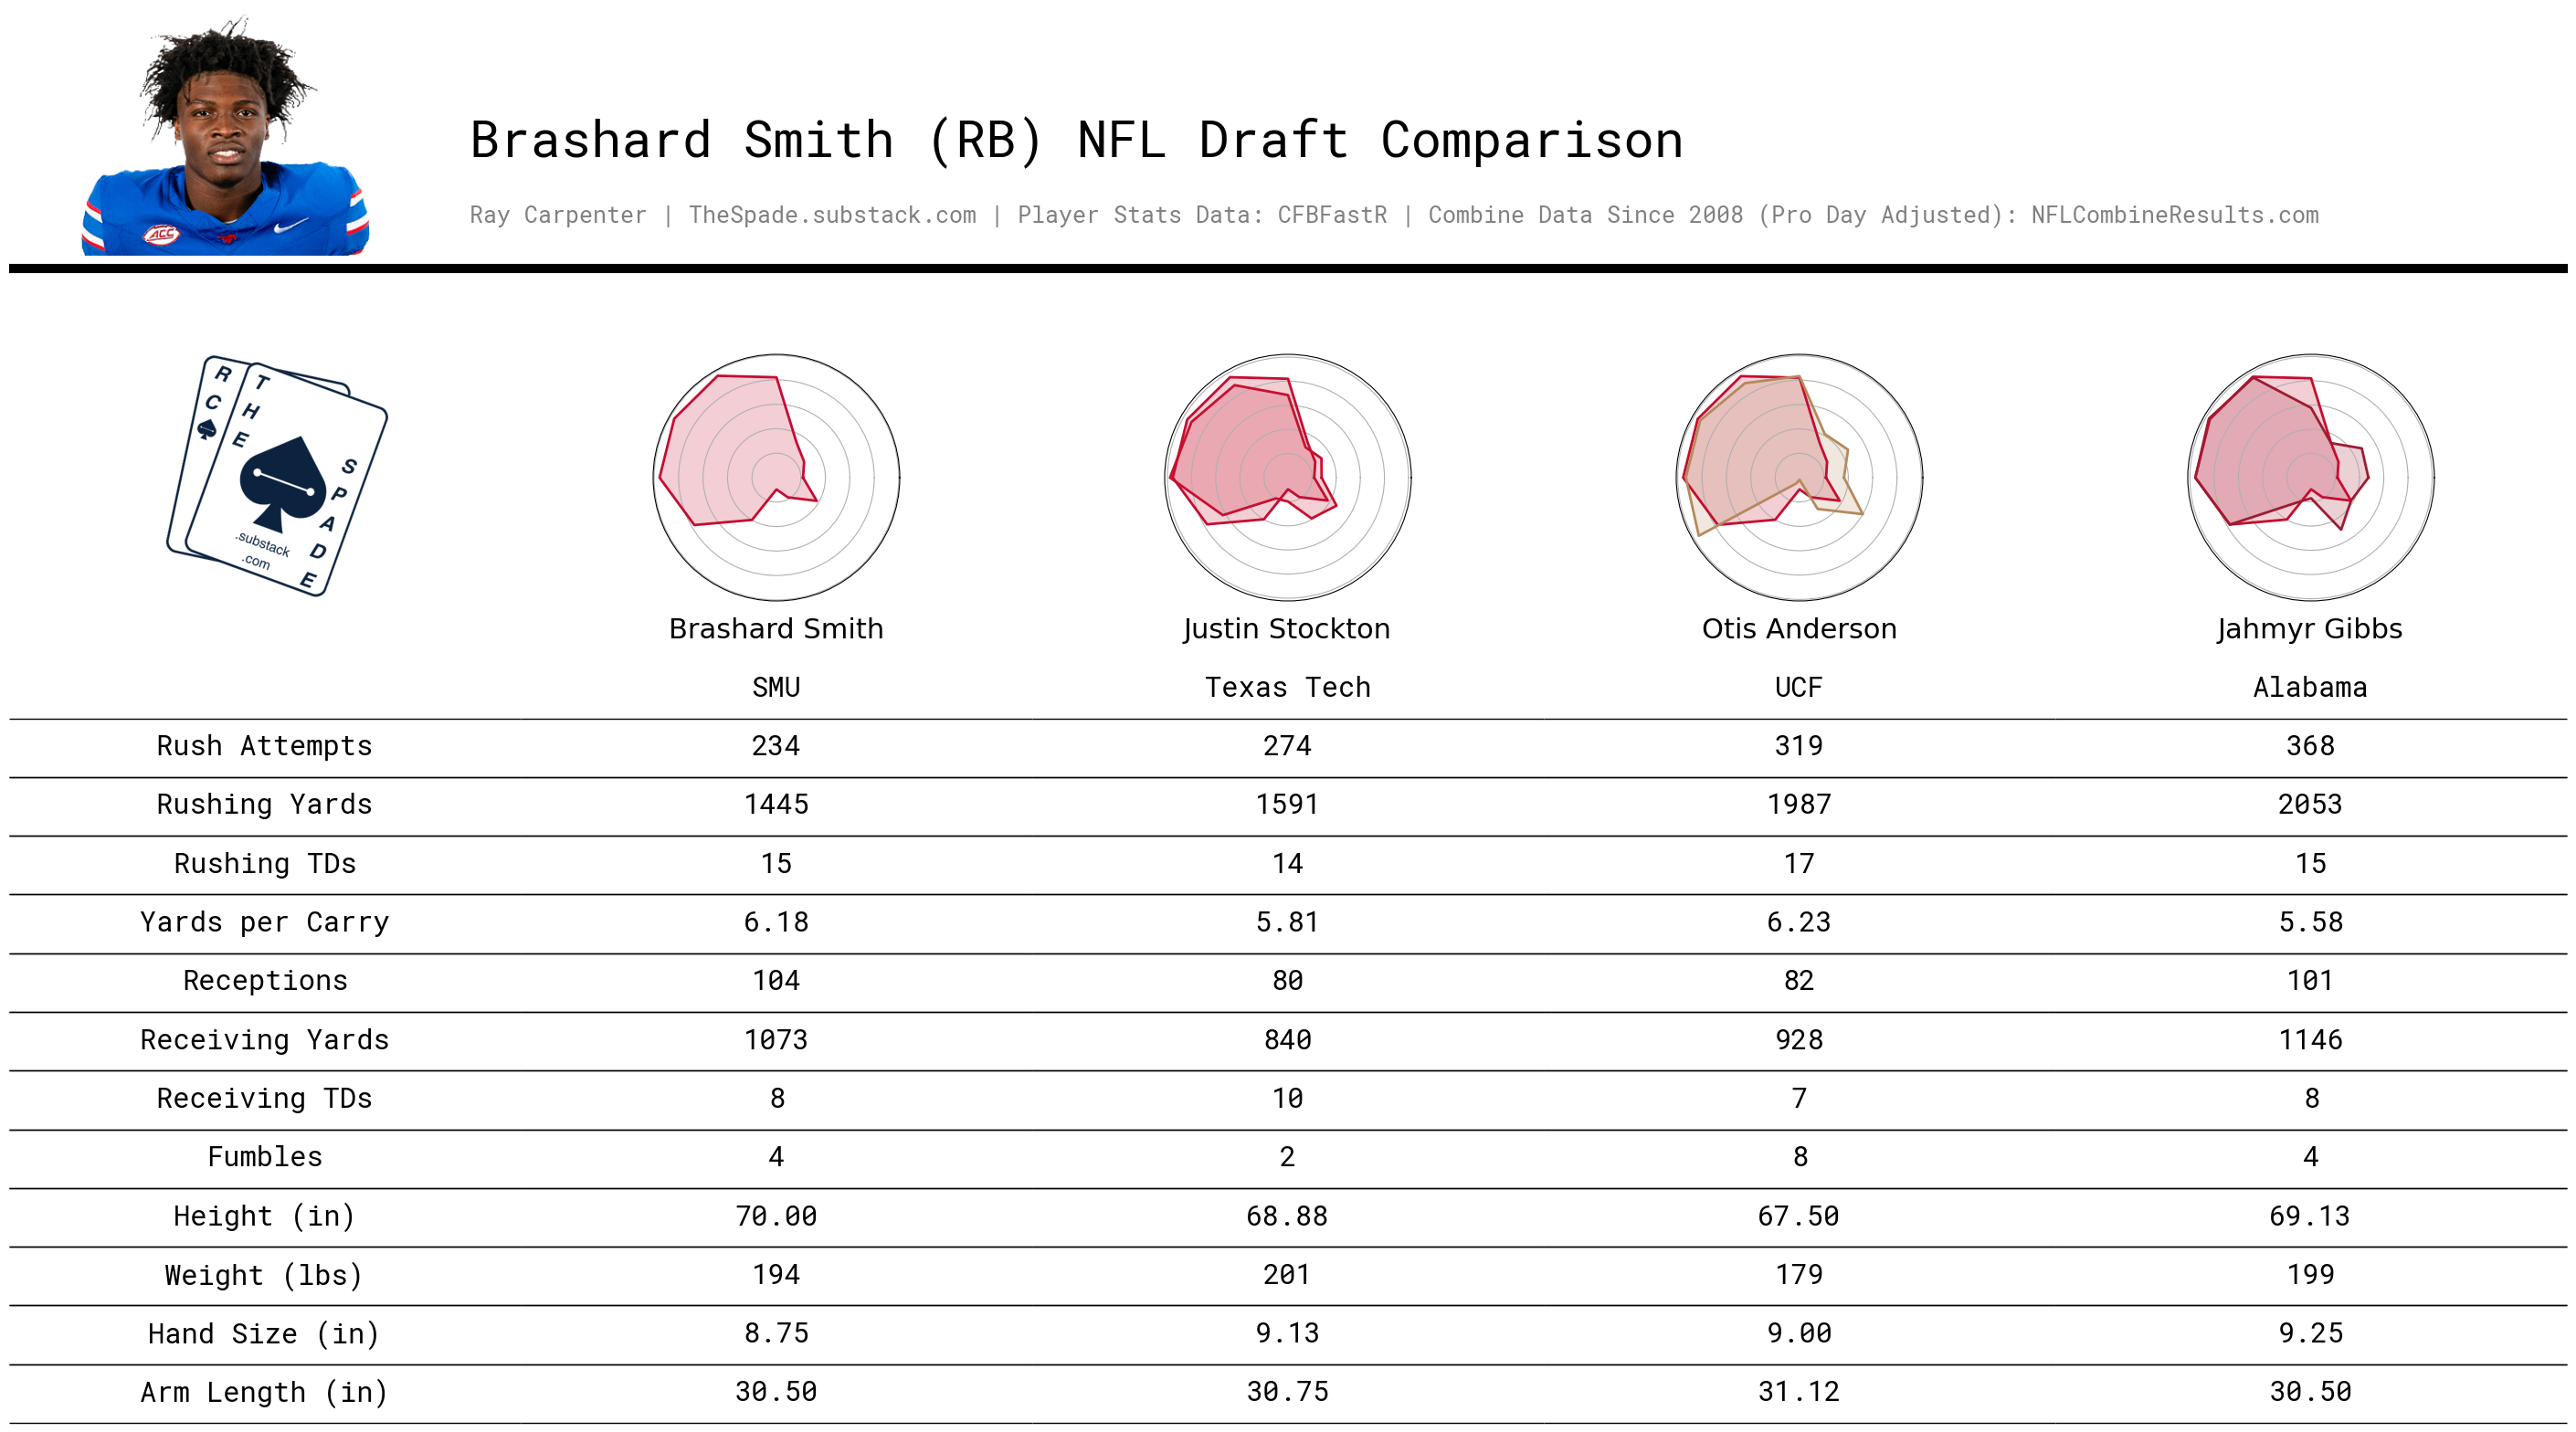 Brashard Smith (RB) NFL Draft Comparison
Ray Carpenter | TheSpade.substack.com | Player Stats Data: CFBFastR | Combine Data Since 2008 (Pro Day Adjusted): NFLCombineResults.com
ACC
RC
THE
SPADE
.substack
.com
Brashard Smith Justin Stockton Otis Anderson Jahmyr Gibbs
SMU Texas Tech UCF Alabama
Rush Attempts 234 274 319 368
Rushing Yards 1445 1591 1987 2053
Rushing TDs 15 14 17 15
Yards per Carry 6.18 5.81 6.23 5.58
Receptions 104 80 82 101
Receiving Yards 1073 840 928 1146
Receiving TDs 8 10 7 8
Fumbles 4 2 8 4
Height (in) 70.00 68.88 67.50 69.13
Weight (lbs) 194 201 179 199
Hand Size (in) 8.75 9.13 9.00 9.25
Arm Length (in) 30.50 30.75 31.12 30.50